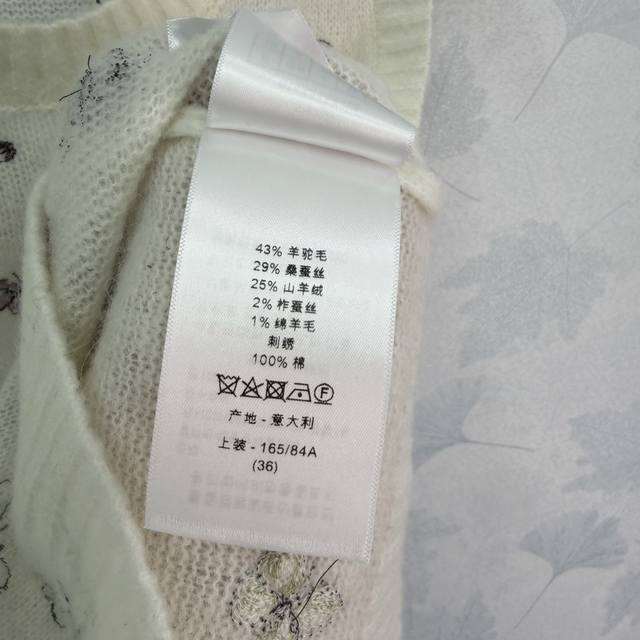 43% 羊驼毛
29% 桑蚕丝
25% 山羊绒
2% 柞蚕丝
1% 绵羊毛
刺绣
100% 棉
F
产地 - 意大利
上装 - 165/84A
(36)